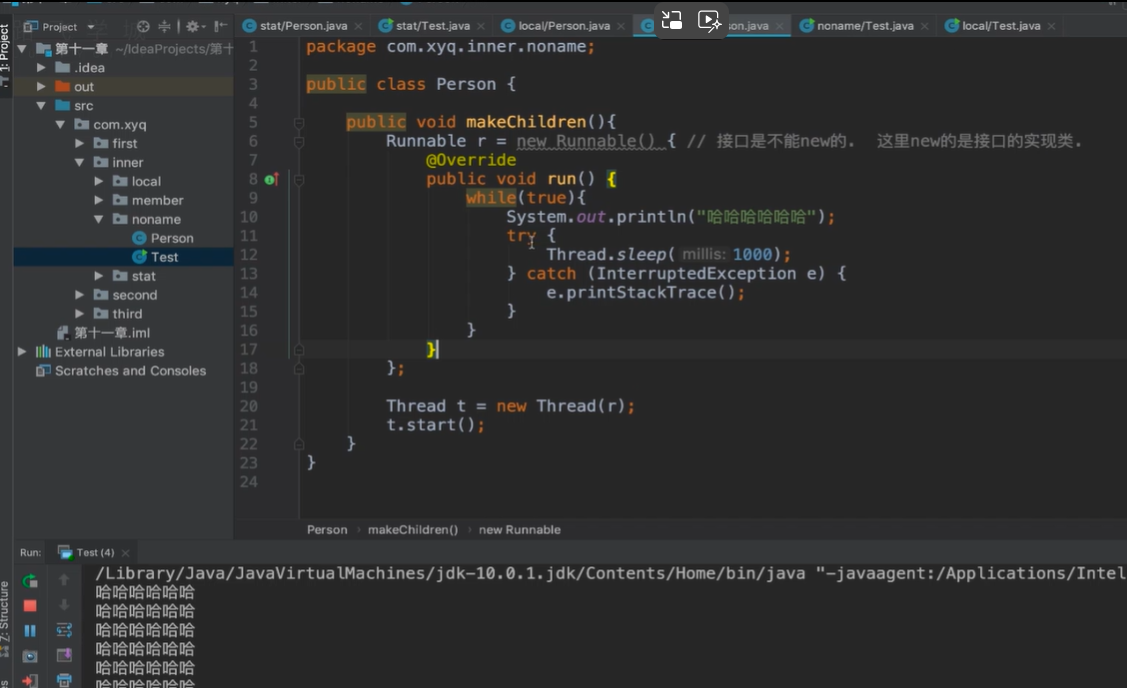 Project
stat/Person.java
stat/Test.java
local/Person.java
son.java
noname/Test.java
local/Test.java
1: Project
第十一章 ~/IdeaProjects/第十
.idea
out
src
com.xyq
first
inner
local
member
noname
Person
Test
stat
second
third
第十一章.iml
External Libraries
Scratches and Consoles
1 package com.xyq.inner.noname;
2
3 public class Person {
4
5 public void makeChildren(){
6 Runnable r = new Runnable() { // 接口是不能new的. 这里new的是接口的实现类.
7 @Override
8 public void run() {
9 while(true){
10 System.out.println("哈哈哈哈哈哈");
11 try {
12 Thread.sleep( millis: 1000);
13 } catch (InterruptedException e) {
14 e.printStackTrace();
15 }
16 }
17 }
18 };
19
20 Thread t = new Thread(r);
21 t.start();
22 }
23 }
24
Person › makeChildren() › new Runnable
Run: Test (4)
/Library/Java/JavaVirtualMachines/jdk-10.0.1.jdk/Contents/Home/bin/java "-javaagent:/Applications/Intel
哈哈哈哈哈哈
哈哈哈哈哈哈
哈哈哈哈哈哈
哈哈哈哈哈哈
哈哈哈哈哈哈
哈哈哈哈哈哈
7: Structure